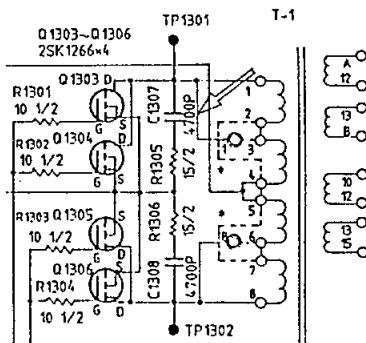 TP1301
T-1
Q1303~Q1306
2SK1266×4
Q1303 D
R1301
10 1/2
G
S
R1302
Q1304
10 1/2
G
S
D
C1307
4700P
R1305
15/2
R1303
Q1305
10 1/2
G
S
D
R1306
15/2
Q1306
S
R1304
10 1/2
G
D
C1308
4700P
TP1302
1
2
1
3
4
5
*
*
8
6
7
8
A
12
13
B
10
12
13
15